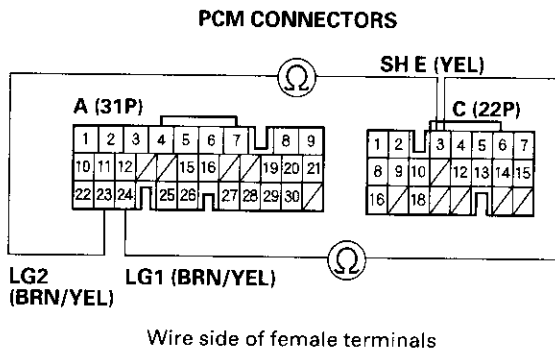 PCM CONNECTORS
Ω
SH E (YEL)
A (31P)
C (22P)
1 2 3 4 5 6 7 8 9
10 11 12 15 16 19 20 21
22 23 24 25 26 27 28 29 30
1 2 3 4 5 6 7
8 9 10 12 13 14 15
16 18
Ω
LG2
(BRN/YEL)
LG1 (BRN/YEL)
Wire side of female terminals